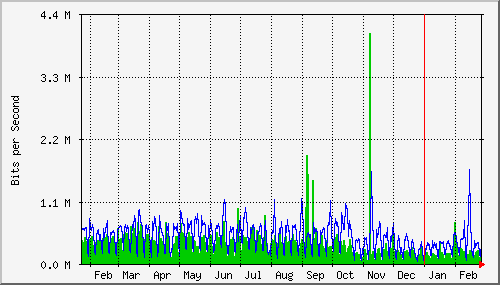 4.4 M
3.3 M
2.2 M
1.1 M
0.0 M
Bits per Second
Feb Mar Apr May Jun Jul Aug Sep Oct Nov Dec Jan Feb